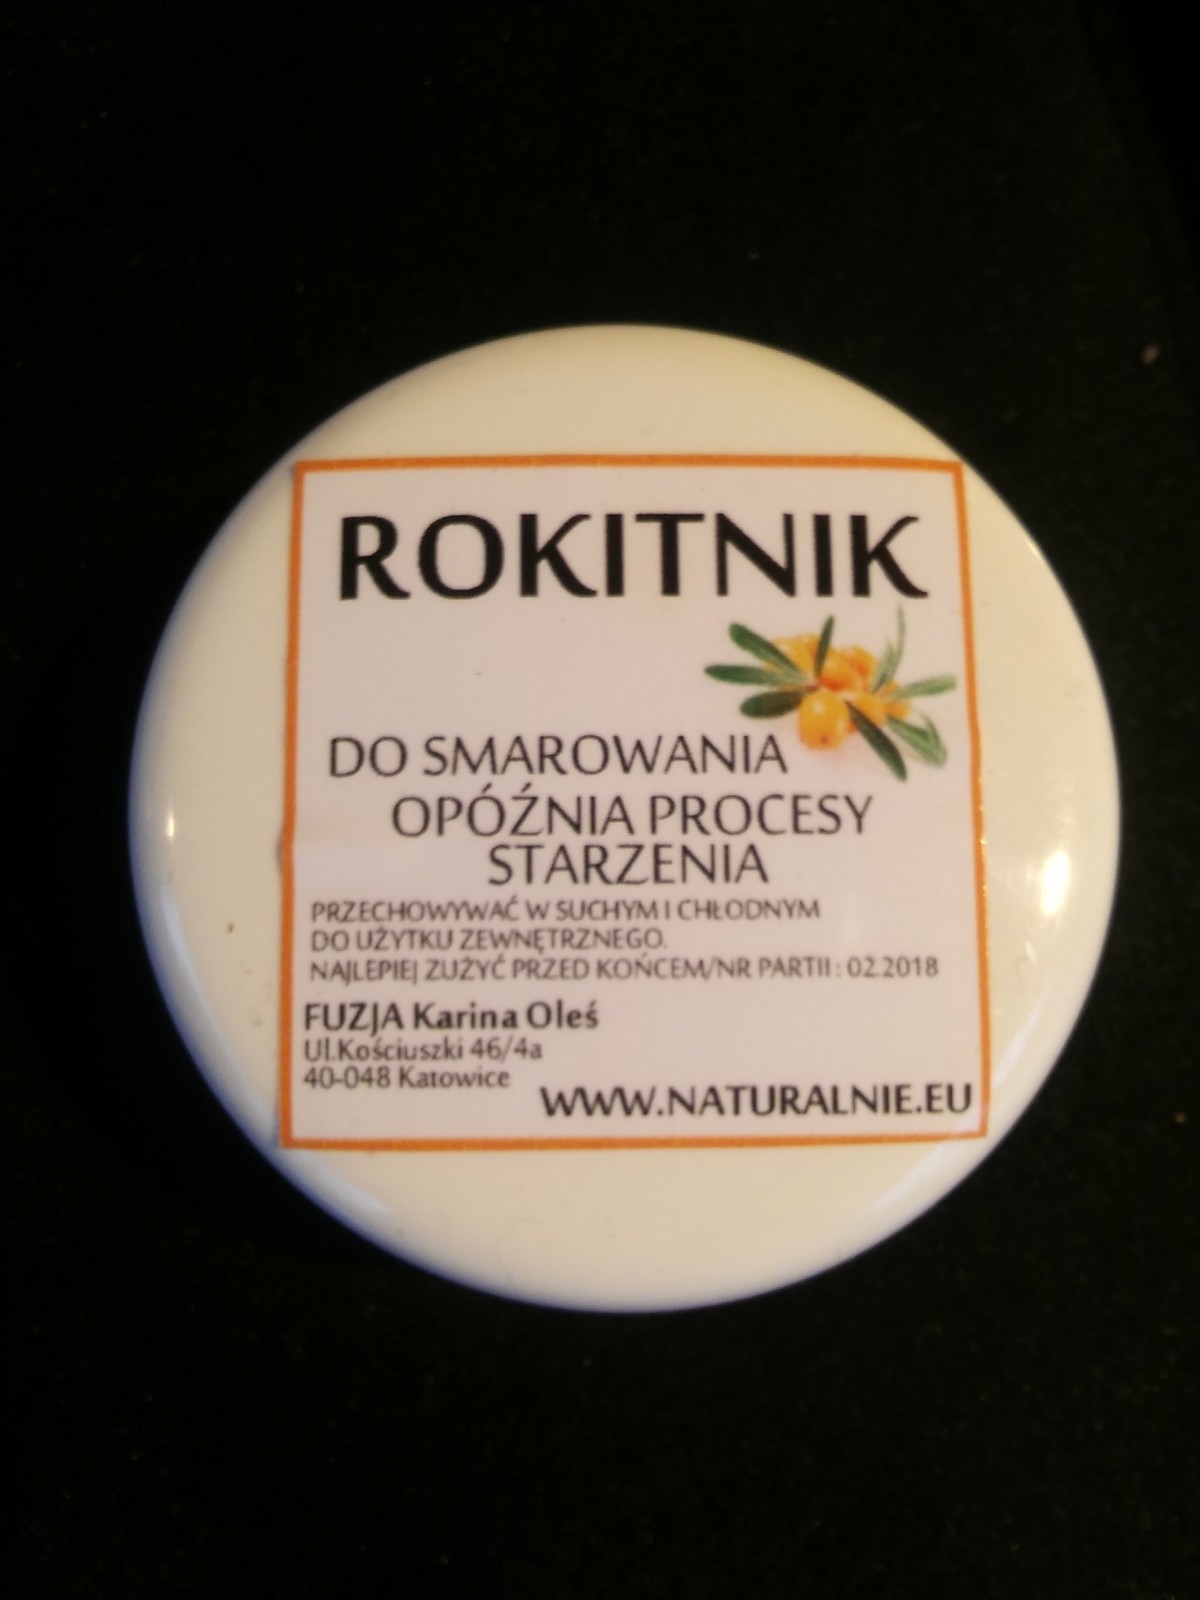 ROKITNIK
DO SMAROWANIA
OPÓŹNIA PROCESY
STARZENIA
PRZECHOWYWAĆ W SUCHYM I CHŁODNYM
DO UŻYTKU ZEWNĘTRZNEGO.
NAJLEPIEJ ZUŻYĆ PRZED KOŃCEM/NR PARTII: 02.2018
FUZJA Karina Oleś
Ul.Kościuszki 46/4a
40-048 Katowice
WWW.NATURALNIE.EU